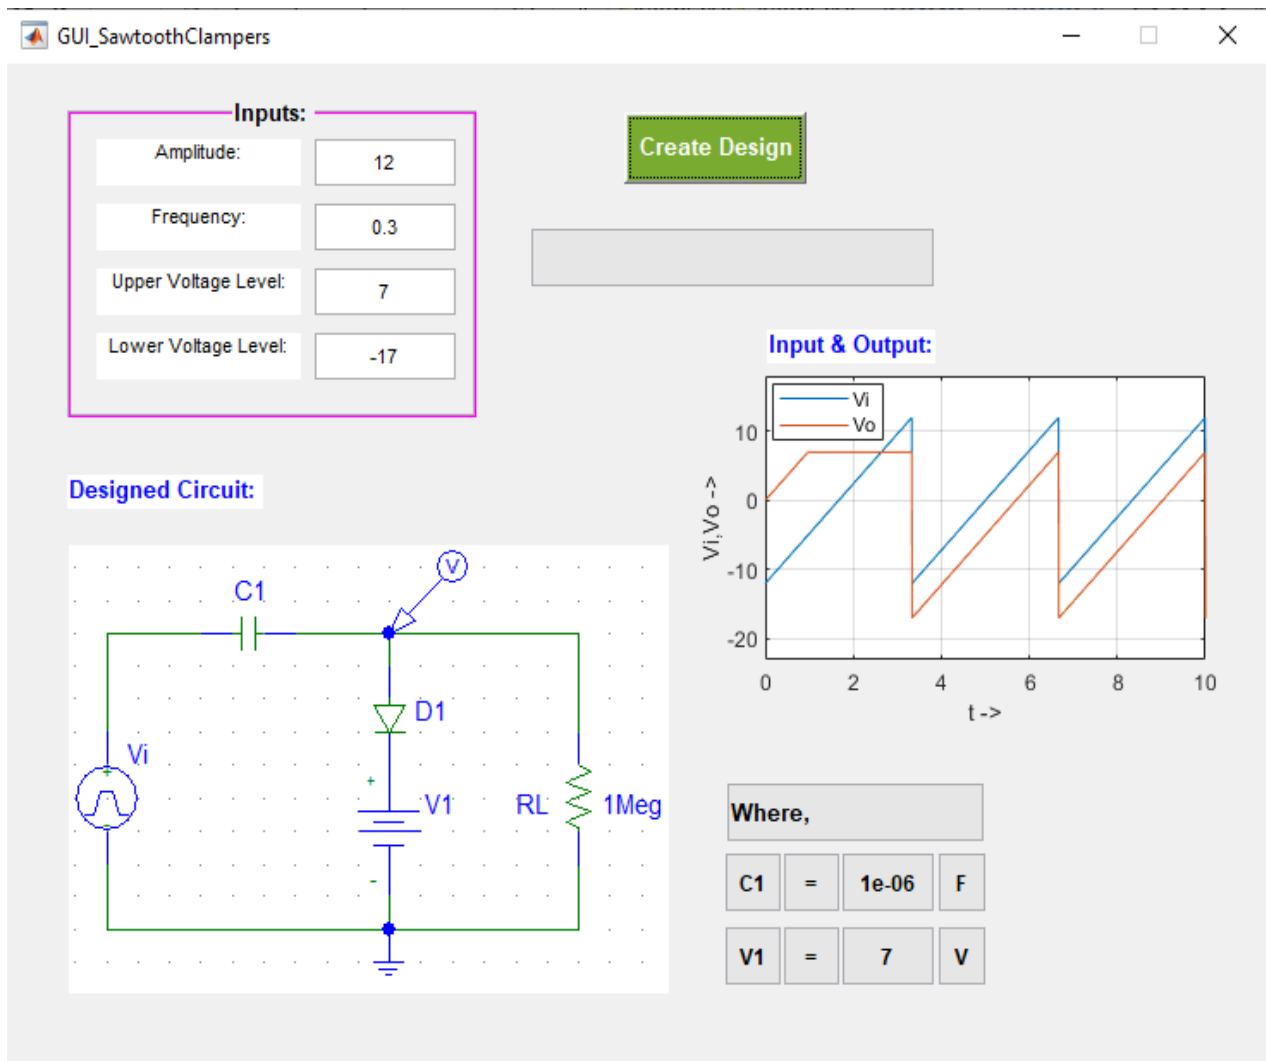 GUI_SawtoothClampers
Inputs:
Amplitude:
12
Frequency:
0.3
Upper Voltage Level:
7
Lower Voltage Level:
-17
Create Design
Input & Output:
Vi
Vo
10
0
-10
-20
Vi,Vo ->
0 2 4 6 8 10
t ->
Designed Circuit:
V
C1
D1
Vi
+
+
V1
RL
1Meg
-
Where,
C1 = 1e-06 F
V1 = 7 V